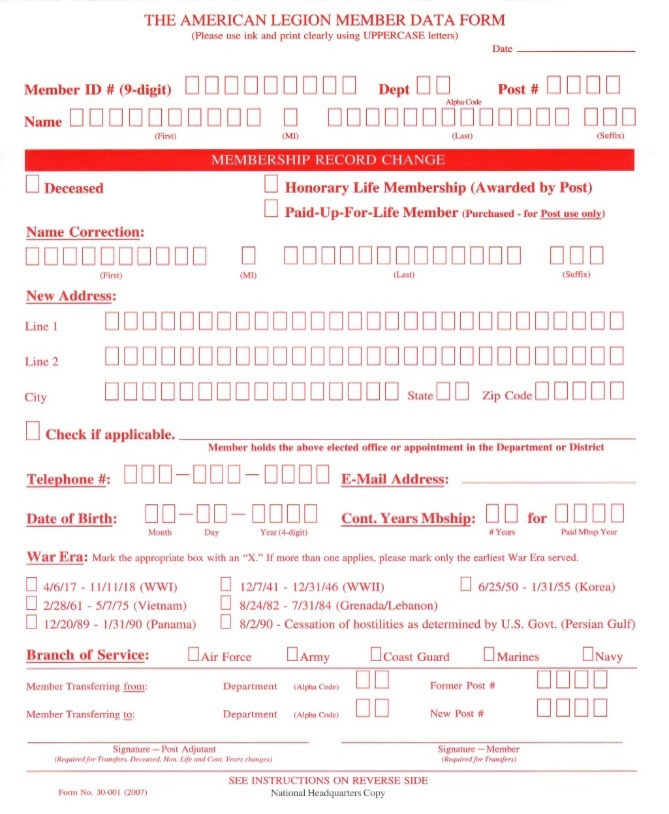 THE AMERICAN LEGION MEMBER DATA FORM
(Please use ink and print clearly using UPPERCASE letters)
Date
Member ID # (9-digit) Dept Post #
Alpha Code
Name
(First) (MI) (Last) (Suffix)
MEMBERSHIP RECORD CHANGE
Deceased Honorary Life Membership (Awarded by Post)
Paid-Up-For-Life Member (Purchased - for Post use only)
Name Correction:
(First) (MI) (Last) (Suffix)
New Address:
Line 1
Line 2
City State Zip Code
Check if applicable.
Member holds the above elected office or appointment in the Department or District
Telephone #: E-Mail Address:
Date of Birth: Cont. Years Mbship: for
Month Day Year (4-digit) # Years Paid Mbsp Year
War Era: Mark the appropriate box with an “X.” If more than one applies, please mark only the earliest War Era served.
4/6/17 - 11/11/18 (WWI) 12/7/41 - 12/31/46 (WWII) 6/25/50 - 1/31/55 (Korea)
2/28/61 - 5/7/75 (Vietnam) 8/24/82 - 7/31/84 (Grenada/Lebanon)
12/20/89 - 1/31/90 (Panama) 8/2/90 - Cessation of hostilities as determined by U.S. Govt. (Persian Gulf)
Branch of Service: Air Force Army Coast Guard Marines Navy
Member Transferring from: Department (Alpha Code) Former Post #
Member Transferring to: Department (Alpha Code) New Post #
Signature — Post Adjutant Signature — Member
(Required for Transfers, Deceased, Hon. Life and Cont. Years changes) (Required for Transfers)
SEE INSTRUCTIONS ON REVERSE SIDE
Form No. 30-001 (2007) National Headquarters Copy